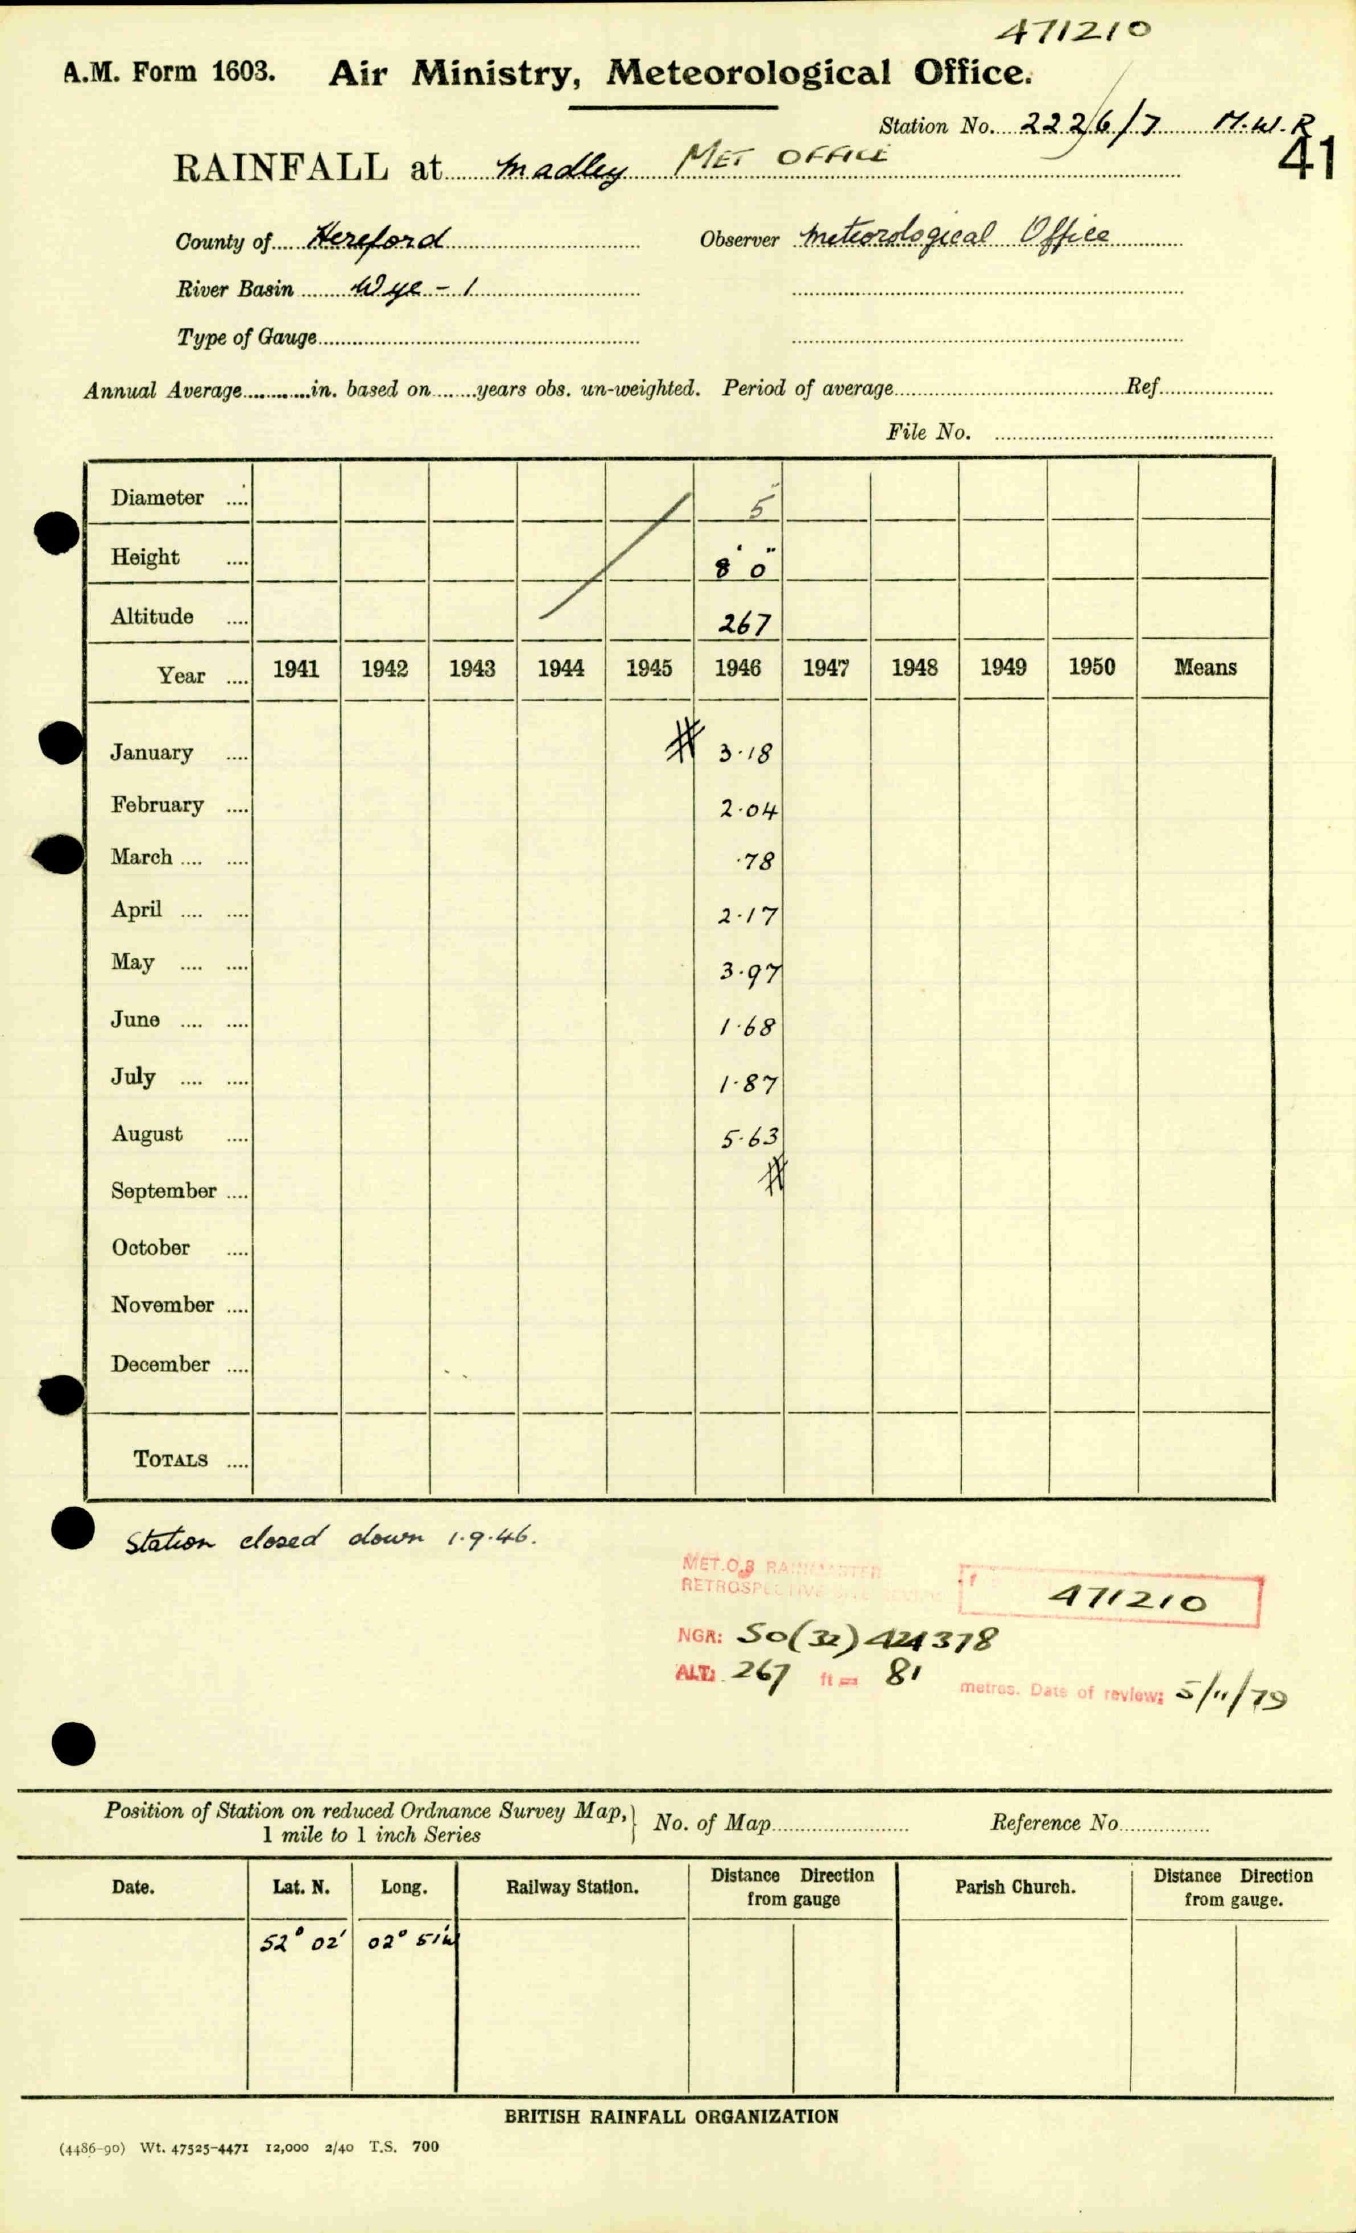 471210
A.M. Form 1603. Air Ministry, Meteorological Office.
Station No. 2226/7 M.W.R
41
RAINFALL at Madley MET OFFICE
County of Hereford Observer Meteorological Office
River Basin Wye - 1
Type of Gauge
Annual Average in. based on years obs. un-weighted. Period of average Ref.
File No.
Diameter 5"
Height 8' 0"
Altitude 267
Year 1941 1942 1943 1944 1945 1946 1947 1948 1949 1950 Means
January 3.18
February 2.04
March .78
April 2.17
May 3.97
June 1.68
July 1.87
August 5.63
September
October
November
December
TOTALS
Station closed down 1.9.46.
MET.O.8 RAINMASTER
RETROSPECTIVE
471210
NGR: SO(32) 424378
ALT: 267 ft = 81 metres. Date of review: 5/11/79
Position of Station on reduced Ordnance Survey Map,
1 mile to 1 inch Series
No. of Map Reference No.
Date. Lat. N. Long. Railway Station. Distance Direction from gauge Parish Church. Distance Direction from gauge.
52° 02' 02° 51'W
BRITISH RAINFALL ORGANIZATION
(4486-90) Wt. 47525-4471 12,000 2/40 T.S. 700